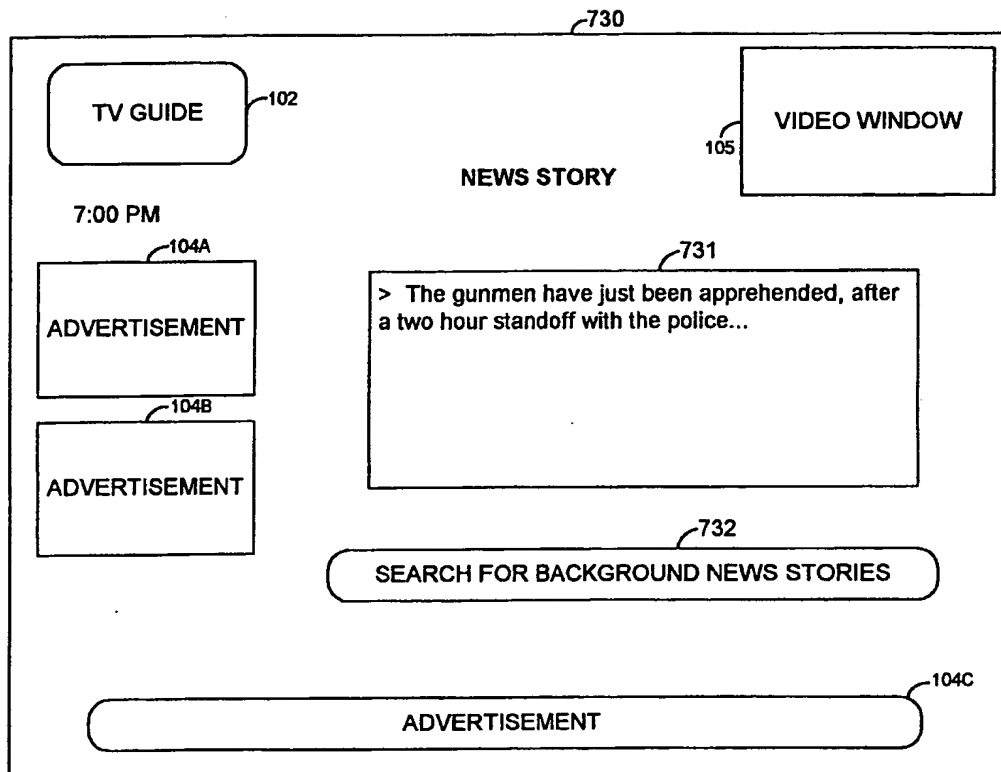 730
TV GUIDE
102
VIDEO WINDOW
105
NEWS STORY
7:00 PM
104A
ADVERTISEMENT
731
> The gunmen have just been apprehended, after
a two hour standoff with the police...
104B
ADVERTISEMENT
732
SEARCH FOR BACKGROUND NEWS STORIES
104C
ADVERTISEMENT